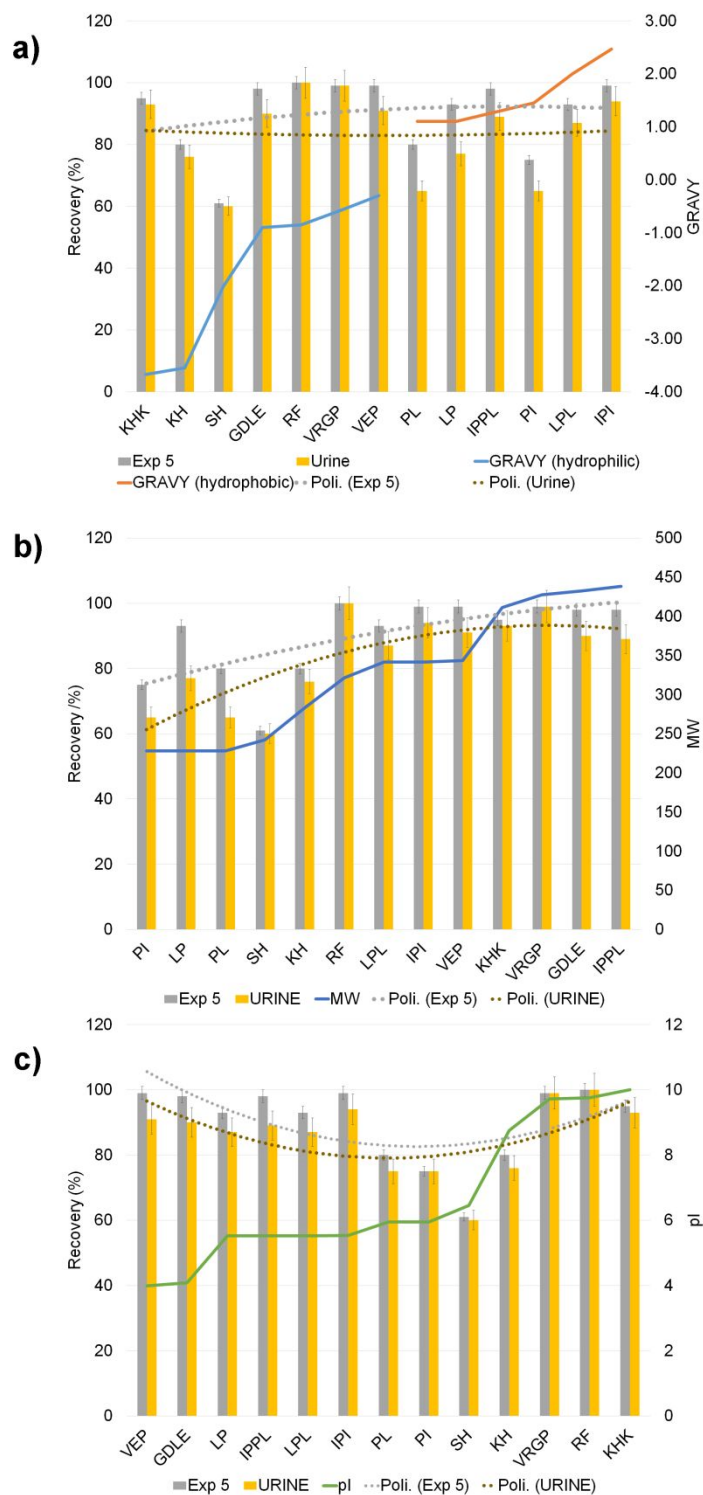 a)
120
100
80
60
40
20
0
Recovery (%)
3.00
2.00
1.00
0.00
-1.00
-2.00
-3.00
-4.00
GRAVY
KHK KH SH GDLE RF VRGP VEP PL LP IPPL PI LPL IPI
Exp 5 Urine GRAVY (hydrophilic)
GRAVY (hydrophobic) Poli. (Exp 5) Poli. (Urine)
b)
120
100
80
60
40
20
0
Recovery /%)
500
450
400
350
300
250
200
150
100
50
0
MW
PI LP PL SH KH RF LPL IPI VEP KHK VRGP GDLE IPPL
Exp 5 URINE MW Poli. (Exp 5) Poli. (URINE)
c)
120
100
80
60
40
20
0
Recovery (%)
12
10
8
6
4
2
0
pI
VEP GDLE LP IPPL LPL IPI PL PI SH KH VRGP RF KHK
Exp 5 URINE pI Poli. (Exp 5) Poli. (URINE)